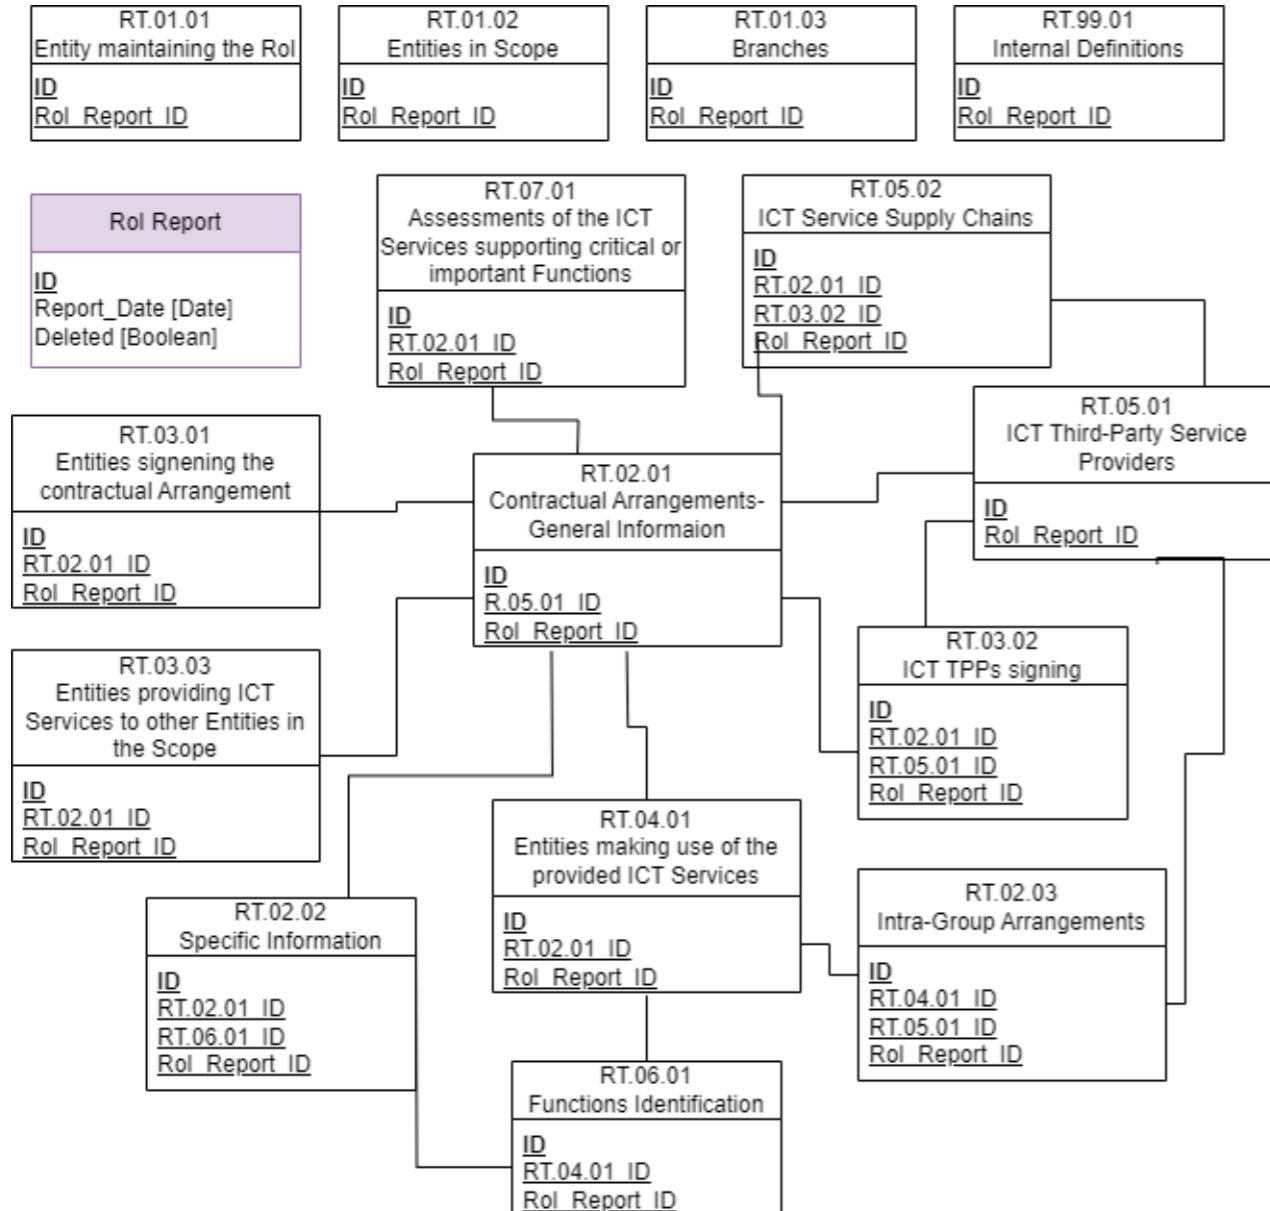 RT.01.01
Entity maintaining the RoI
ID
RoI_Report_ID
RT.01.02
Entities in Scope
ID
RoI_Report_ID
RT.01.03
Branches
ID
RoI_Report_ID
RT.99.01
Internal Definitions
ID
RoI_Report_ID
RoI Report
ID
Report_Date [Date]
Deleted [Boolean]
RT.07.01
Assessments of the ICT
Services supporting critical or
important Functions
ID
RT.02.01_ID
RoI_Report_ID
RT.05.02
ICT Service Supply Chains
ID
RT.02.01_ID
RT.03.02_ID
RoI_Report_ID
RT.05.01
ICT Third-Party Service
Providers
ID
RoI_Report_ID
RT.03.01
Entities signening the
contractual Arrangement
ID
RT.02.01_ID
RoI_Report_ID
RT.02.01
Contractual Arrangements-
General Informaion
ID
R.05.01_ID
RoI_Report_ID
RT.03.02
ICT TPPs signing
ID
RT.02.01_ID
RT.05.01_ID
RoI_Report_ID
RT.03.03
Entities providing ICT
Services to other Entities in
the Scope
ID
RT.02.01_ID
RoI_Report_ID
RT.04.01
Entities making use of the
provided ICT Services
ID
RT.02.01_ID
RoI_Report_ID
RT.02.03
Intra-Group Arrangements
ID
RT.04.01_ID
RT.05.01_ID
RoI_Report_ID
RT.02.02
Specific Information
ID
RT.02.01_ID
RT.06.01_ID
RoI_Report_ID
RT.06.01
Functions Identification
ID
RT.04.01_ID
RoI_Report_ID